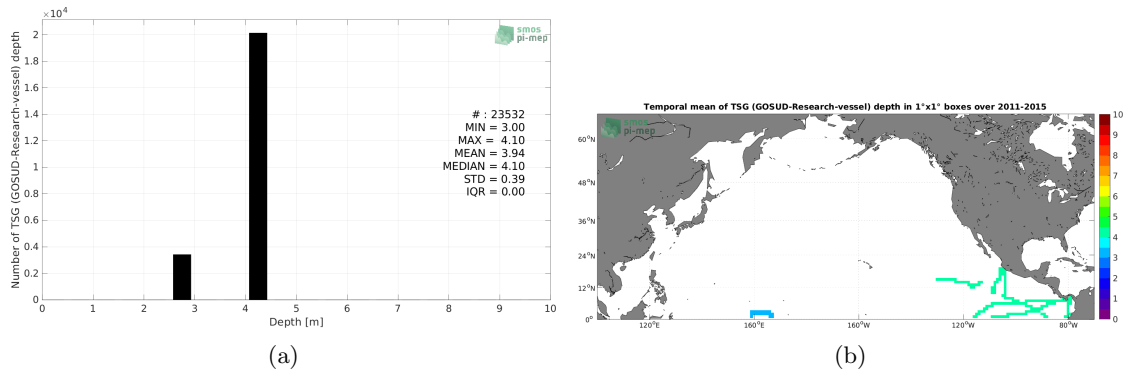 ×10⁴
2
1.8
1.6
1.4
1.2
1
0.8
0.6
0.4
0.2
0
Number of TSG (GOSUD-Research-vessel) depth
smos
pi-mep
# : 23532
MIN = 3.00
MAX = 4.10
MEAN = 3.94
MEDIAN = 4.10
STD = 0.39
IQR = 0.00
0 1 2 3 4 5 6 7 8 9 10
Depth [m]
(a)
Temporal mean of TSG (GOSUD-Research-vessel) depth in 1°x1° boxes over 2011-2015
smos
pi-mep
60°N
48°N
36°N
24°N
12°N
0°
120°E 160°E 160°W 120°W 80°W
10
9
8
7
6
5
4
3
2
1
0
(b)